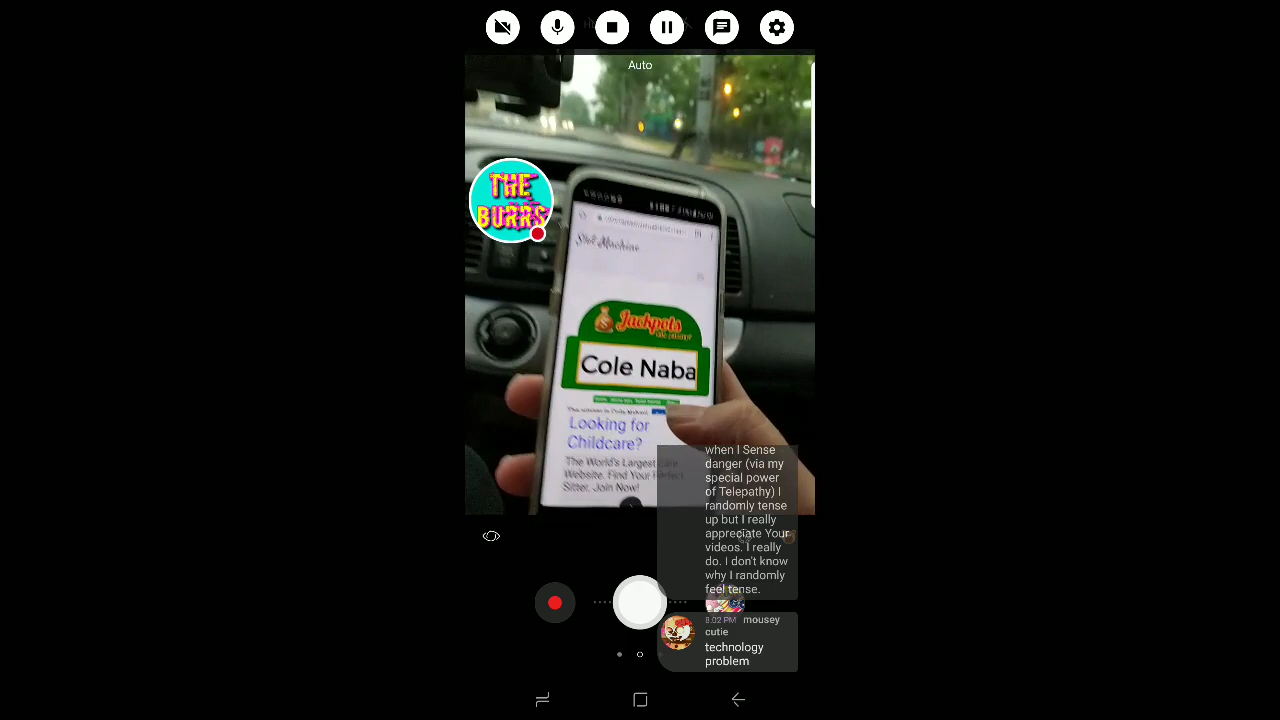 Auto
THE
BURRS
Slot Machine
Jackpots
Cole Naba
Looking for
Childcare?
The World's Largest Care
Website. Find Your Perfect
Sitter. Join Now!
when I Sense
danger (via my
special power
of Telepathy) I
randomly tense
up but I really
appreciate Your
videos. I really
do. I don't know
why I randomly
feel tense.
8:02 PM mousey
cutie
technology
problem